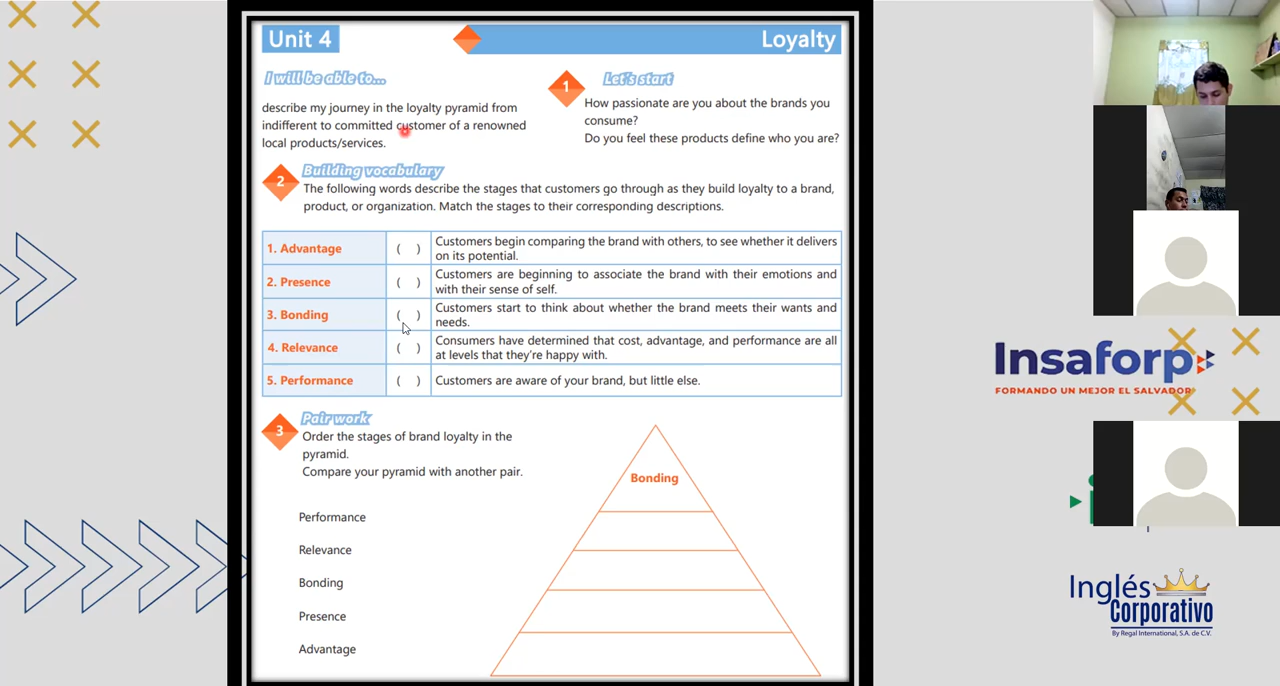 Unit 4
Loyalty
I will be able to...
describe my journey in the loyalty pyramid from
indifferent to committed customer of a renowned
local products/services.
1
Let's start
How passionate are you about the brands you
consume?
Do you feel these products define who you are?
2
Building vocabulary
The following words describe the stages that customers go through as they build loyalty to a brand,
product, or organization. Match the stages to their corresponding descriptions.
1. Advantage ( ) Customers begin comparing the brand with others, to see whether it delivers
on its potential.
2. Presence ( ) Customers are beginning to associate the brand with their emotions and
with their sense of self.
3. Bonding ( ) Customers start to think about whether the brand meets their wants and
needs.
4. Relevance ( ) Consumers have determined that cost, advantage, and performance are all
at levels that they're happy with.
5. Performance ( ) Customers are aware of your brand, but little else.
3
Pair work
Order the stages of brand loyalty in the
pyramid.
Compare your pyramid with another pair.
Performance
Relevance
Bonding
Presence
Advantage
Bonding
Insaforp
FORMANDO UN MEJOR EL SALVADOR
Inglés
Corporativo
By Regal International, S.A. de C.V.